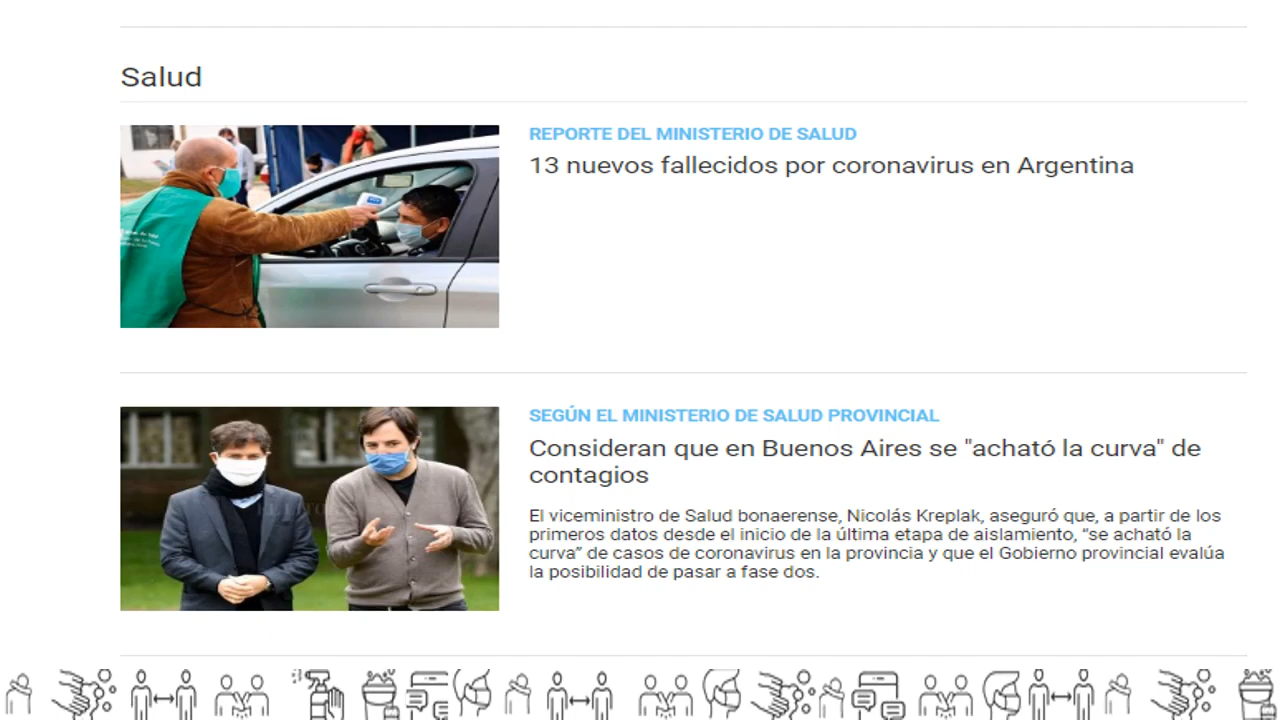 Salud
REPORTE DEL MINISTERIO DE SALUD
13 nuevos fallecidos por coronavirus en Argentina
SEGÚN EL MINISTERIO DE SALUD PROVINCIAL
Consideran que en Buenos Aires se "acható la curva" de
contagios
El viceministro de Salud bonaerense, Nicolás Kreplak, aseguró que, a partir de los
primeros datos desde el inicio de la última etapa de aislamiento, “se acható la
curva” de casos de coronavirus en la provincia y que el Gobierno provincial evalúa
la posibilidad de pasar a fase dos.